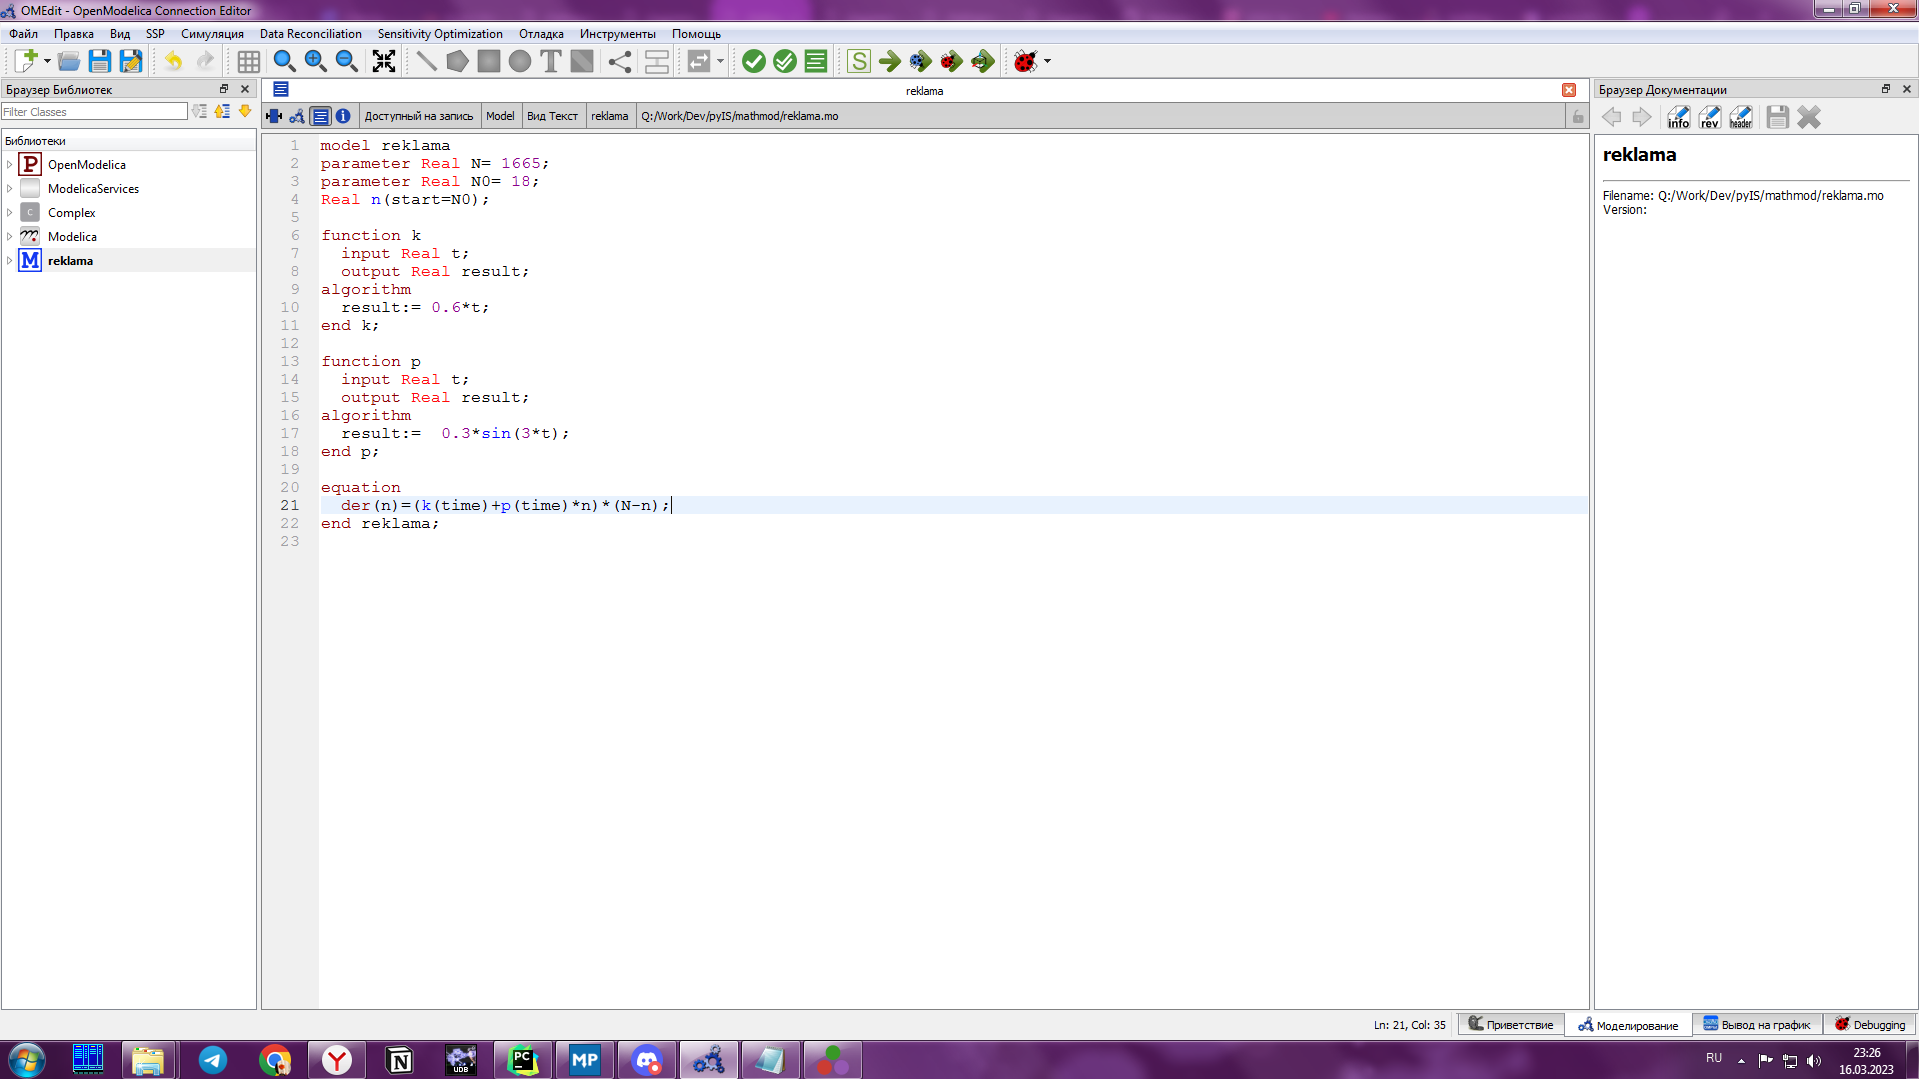 OMEdit - OpenModelica Connection Editor
Файл Правка Вид SSP Симуляция Data Reconciliation Sensitivity Optimization Отладка Инструменты Помощь
T S
Браузер Библиотек
Filter Classes
Библиотеки
P OpenModelica
ModelicaServices
C Complex
m Modelica
M reklama
reklama
Доступный на запись Model Вид Текст reklama Q:/Work/Dev/pyIS/mathmod/reklama.mo
1 model reklama
2 parameter Real N= 1665;
3 parameter Real N0= 18;
4 Real n(start=N0);
5
6 function k
7 input Real t;
8 output Real result;
9 algorithm
10 result:= 0.6*t;
11 end k;
12
13 function p
14 input Real t;
15 output Real result;
16 algorithm
17 result:=  0.3*sin(3*t);
18 end p;
19
20 equation
21 der(n)=(k(time)+p(time)*n)*(N-n);
22 end reklama;
23
Браузер Документации
info rev header
reklama
Filename: Q:/Work/Dev/pyIS/mathmod/reklama.mo
Version:
Ln: 21, Col: 35 Приветствие Моделирование Вывод на график Debugging
Y N UDB PC MP
RU 23:26
16.03.2023